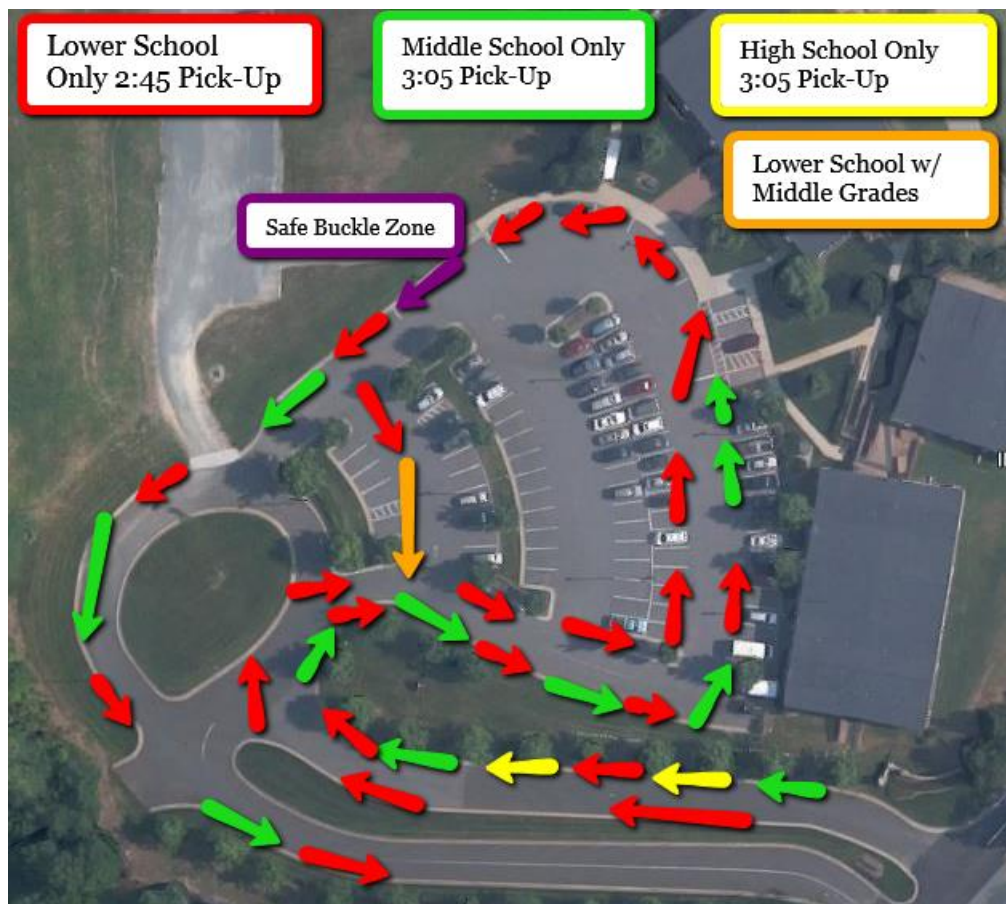 Lower School
Only 2:45 Pick-Up
Middle School Only
3:05 Pick-Up
High School Only
3:05 Pick-Up
Lower School w/
Middle Grades
Safe Buckle Zone